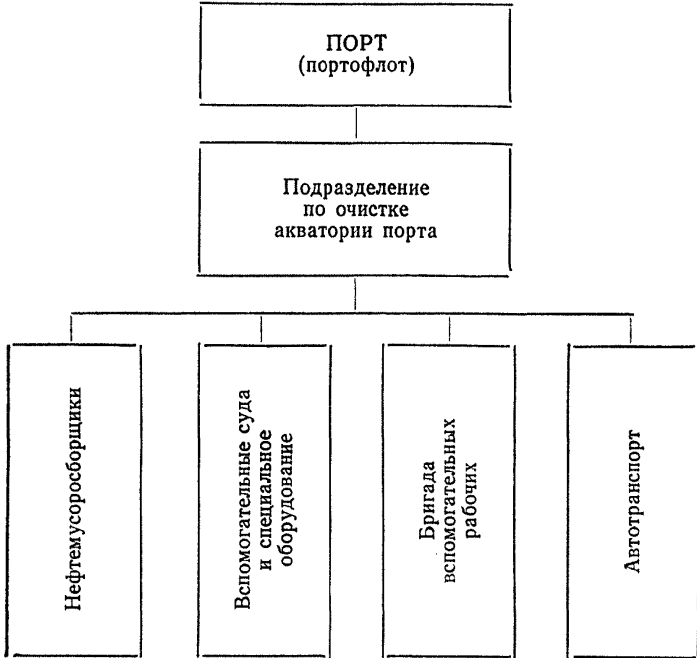 ПОРТ
(портофлот)
Подразделение
по очистке
акватории порта
Нефтемусоросборщики
Вспомогательные суда
и специальное
оборудование
Бригада
вспомогательных
рабочих
Автотранспорт